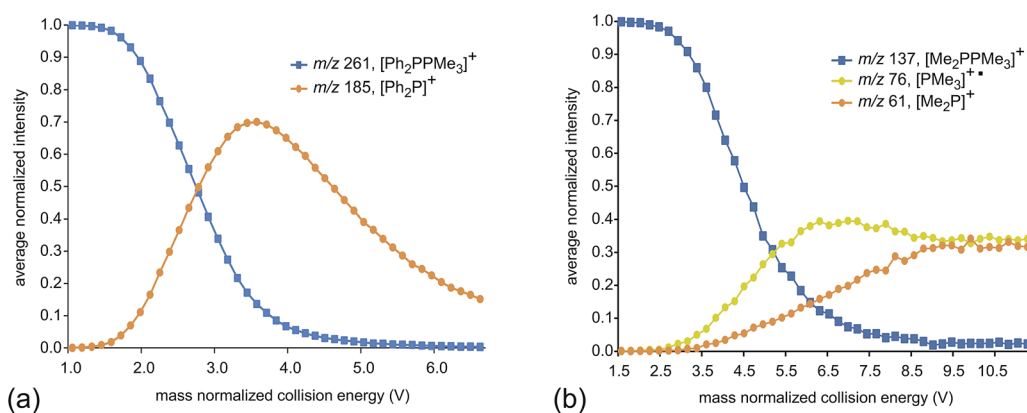 1.0
0.9
0.8
0.7
0.6
0.5
0.4
0.3
0.2
0.1
0.0
average normalized intensity
m/z 261, [Ph₂PPMe₃]⁺
m/z 185, [Ph₂P]⁺
1.0 2.0 3.0 4.0 5.0 6.0
mass normalized collision energy (V)
(a)
1.0
0.9
0.8
0.7
0.6
0.5
0.4
0.3
0.2
0.1
0.0
average normalized intensity
m/z 137, [Me₂PPMe₃]⁺
m/z 76, [PMe₃]⁺▪
m/z 61, [Me₂P]⁺
1.5 2.5 3.5 4.5 5.5 6.5 7.5 8.5 9.5 10.5
mass normalized collision energy (V)
(b)